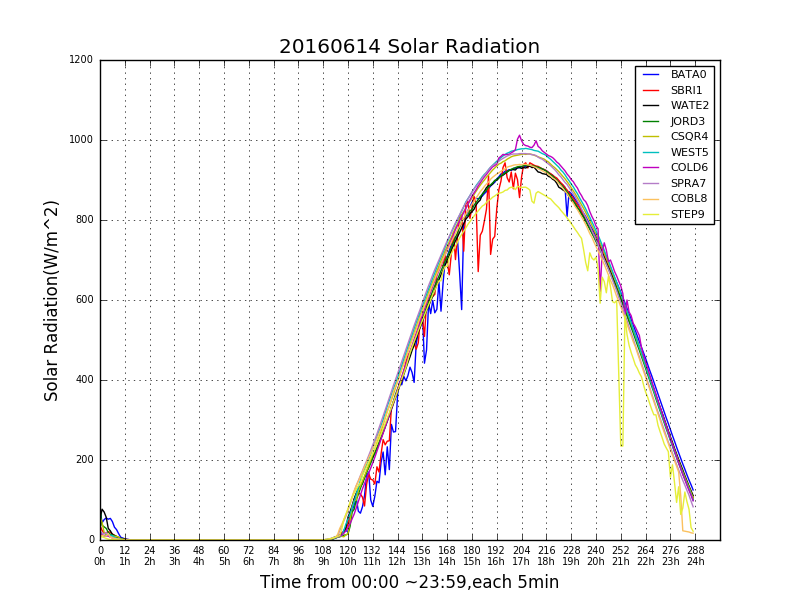 20160614 Solar Radiation
1200
1000
800
600
400
200
0
Solar Radiation(W/m^2)
BATA0
SBRI1
WATE2
JORD3
CSQR4
WEST5
COLD6
SPRA7
COBL8
STEP9
0 12 24 36 48 60 72 84 96 108 120 132 144 156 168 180 192 204 216 228 240 252 264 276 288
0h 1h 2h 3h 4h 5h 6h 7h 8h 9h 10h 11h 12h 13h 14h 15h 16h 17h 18h 19h 20h 21h 22h 23h 24h
Time from 00:00 ~23:59,each 5min